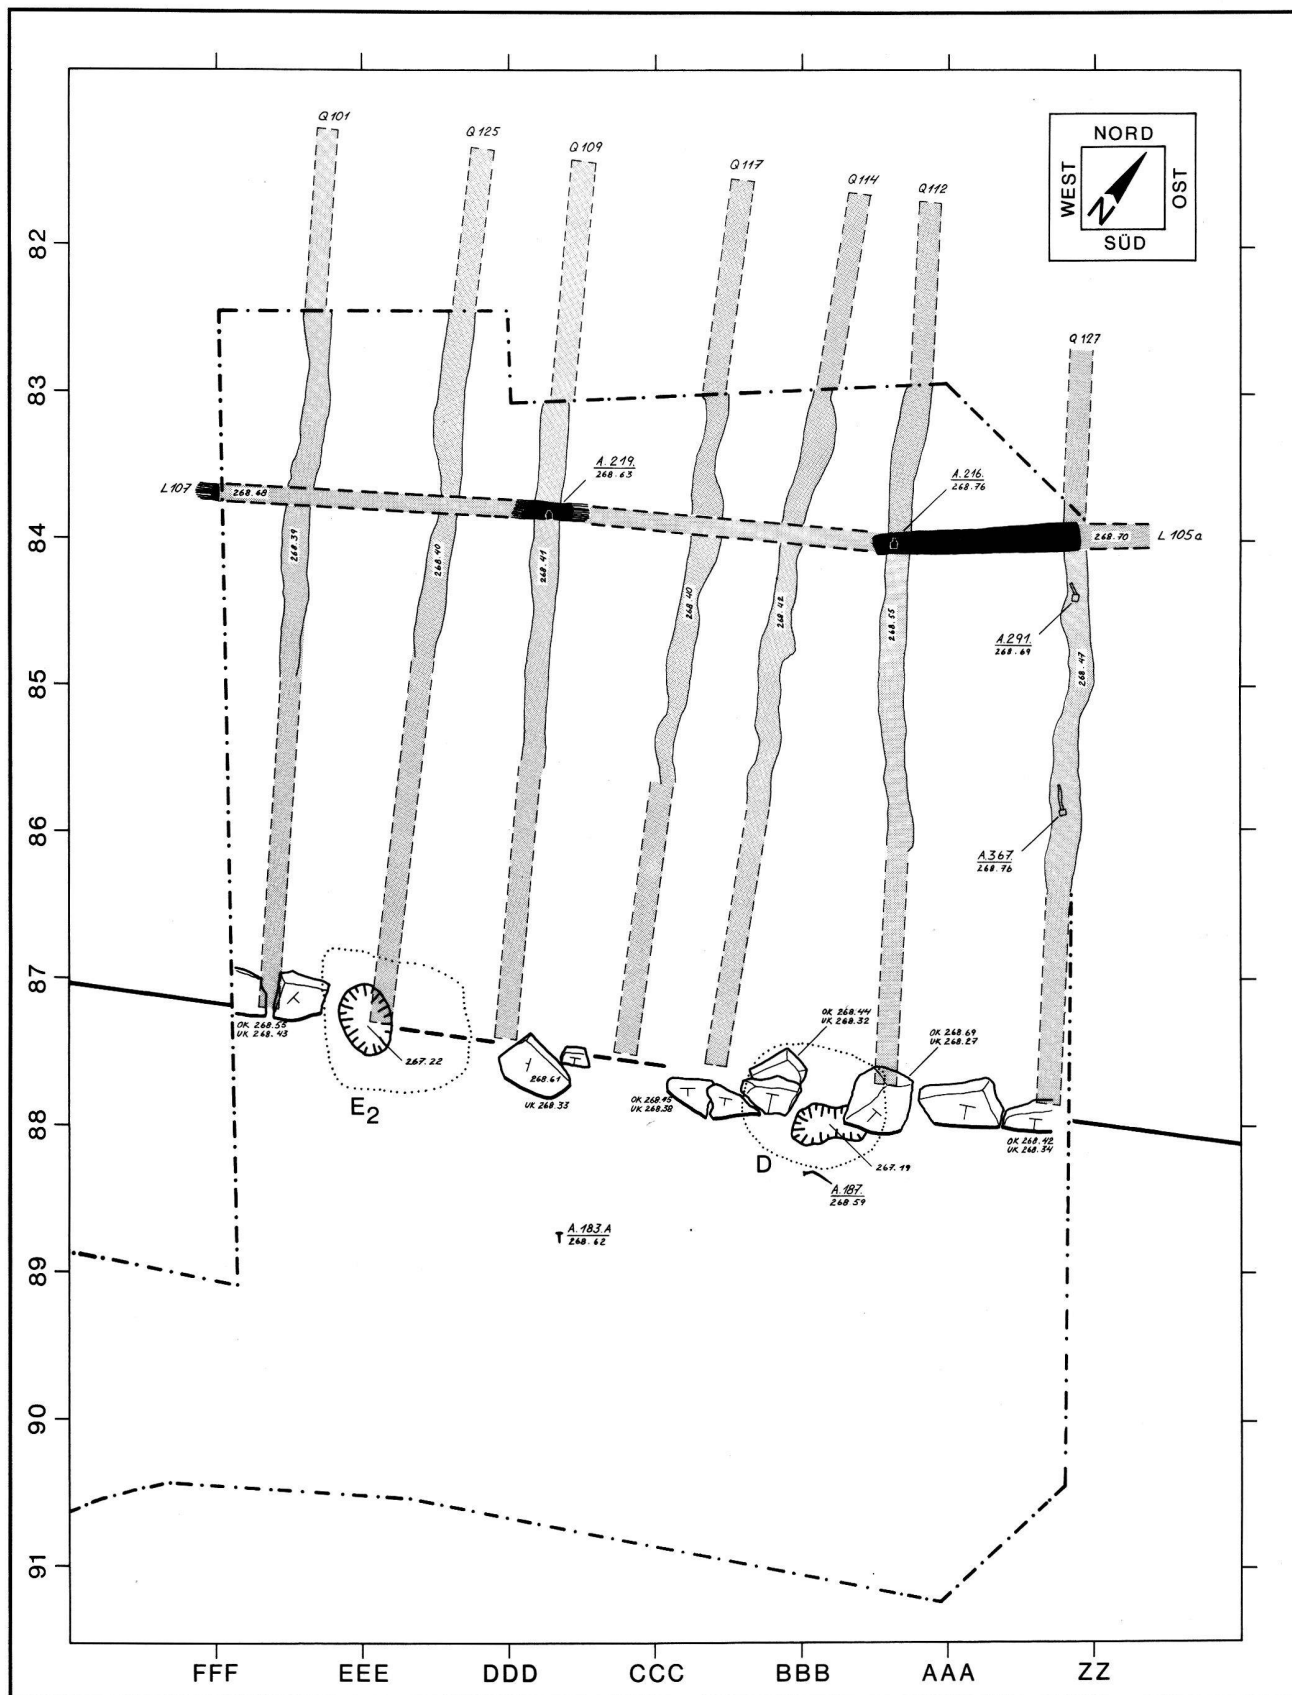 Q 101
Q 125
Q 109
Q 117
Q 114
Q 112
NORD
WEST
OST
N
SÜD
82
Q 127
83
A.219.
268.63
A.216.
268.76
L 107
268.68
84
268.39
268.40
268.41
268.40
268.42
268.55
268.70
L 105a
A.291.
268.69
268.47
85
86
A.367.
268.76
87
OK 268.55
UK 268.43
267.22
E2
268.61
UK 268.33
OK 268.44
UK 268.32
OK 268.69
UK 268.27
OK 268.45
UK 268.38
88
D
267.19
OK 268.42
UK 268.34
A.187.
268.59
A.183.A
268.62
89
90
91
FFF EEE DDD CCC BBB AAA ZZ